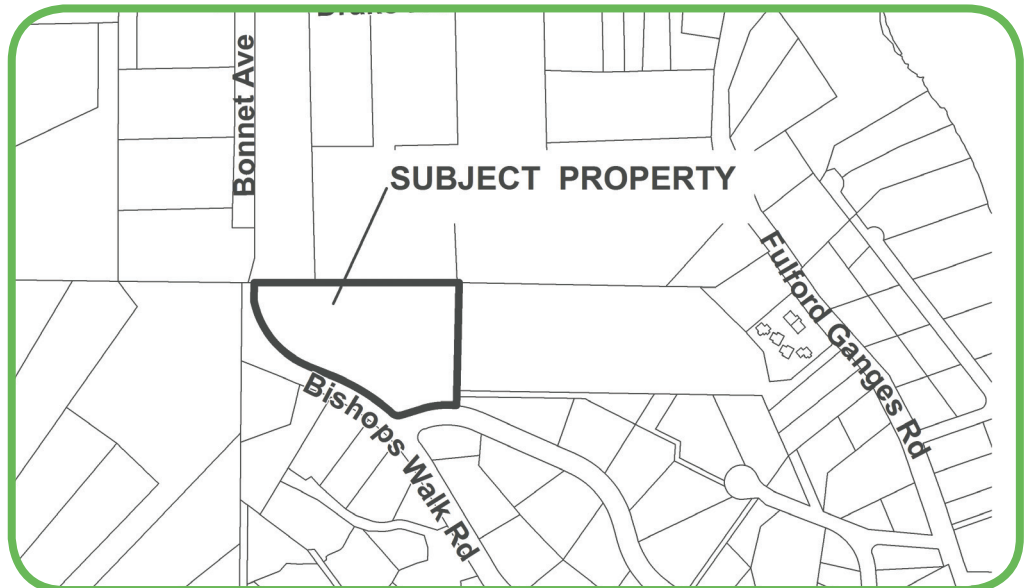 Bonnet Ave
SUBJECT PROPERTY
Fulford Ganges Rd
Bishops Walk Rd